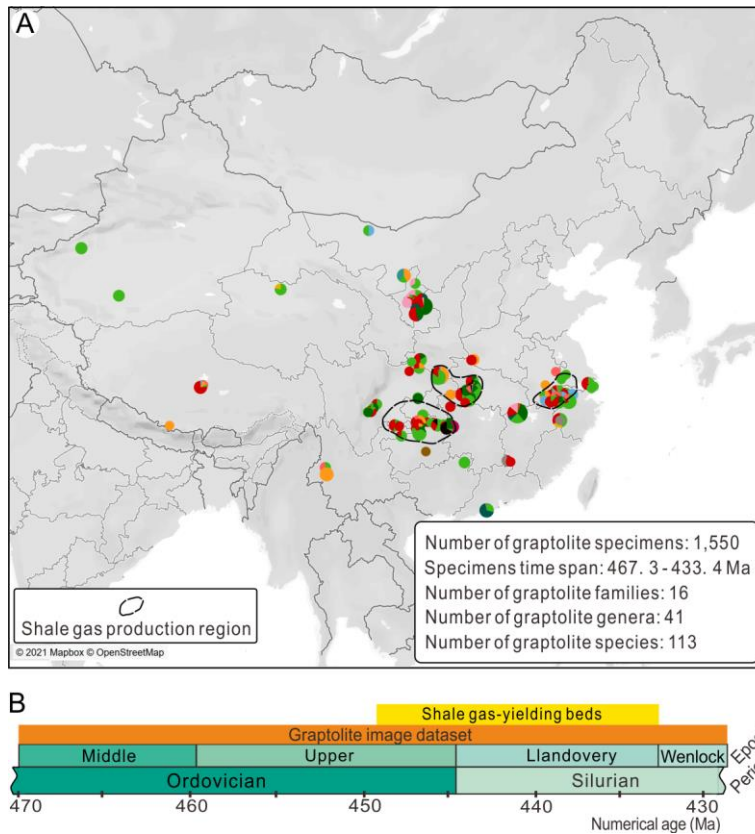 A
Number of graptolite specimens: 1,550
Specimens time span: 467. 3 - 433. 4 Ma
Number of graptolite families: 16
Number of graptolite genera: 41
Number of graptolite species: 113
Shale gas production region
© 2021 Mapbox © OpenStreetMap
B
Shale gas-yielding beds
Graptolite image dataset
Middle Upper Llandovery Wenlock Epo
Ordovician Silurian Peri
470 460 450 440 430
Numerical age (Ma)